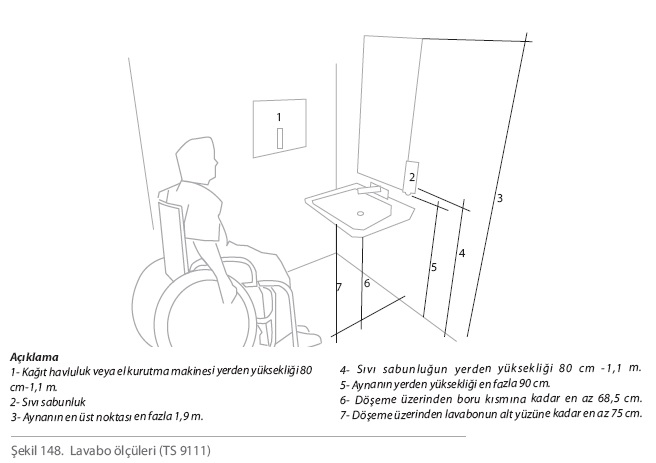 1
2
3
4
5
6
7
Açıklama
1- Kağıt havluluk veya el kurutma makinesi yerden yüksekliği 80
cm-1,1 m.
2- Sıvı sabunluk
3- Aynanın en üst noktası en fazla 1,9 m.
4- Sıvı sabunluğun yerden yüksekliği 80 cm -1,1 m.
5- Aynanın yerden yüksekliği en fazla 90 cm.
6- Döşeme üzerinden boru kısmına kadar en az 68,5 cm.
7- Döşeme üzerinden lavabonun alt yüzüne kadar en az 75 cm.
Şekil 148. Lavabo ölçüleri (TS 9111)